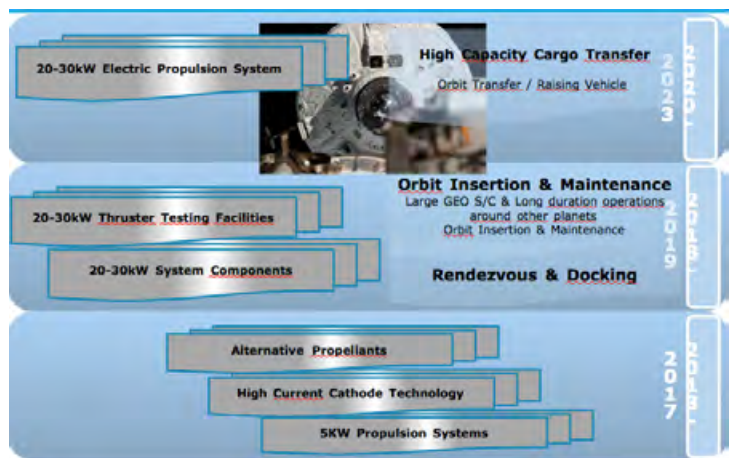 20-30kW Electric Propulsion System
High Capacity Cargo Transfer
Orbit Transfer / Raising Vehicle
2020-
2023
20-30kW Thruster Testing Facilities
20-30kW System Components
Orbit Insertion & Maintenance
Large GEO S/C & Long duration operations
around other planets
Orbit Insertion & Maintenance
Rendezvous & Docking
2018-
2019
Alternative Propellants
High Current Cathode Technology
5KW Propulsion Systems
2017